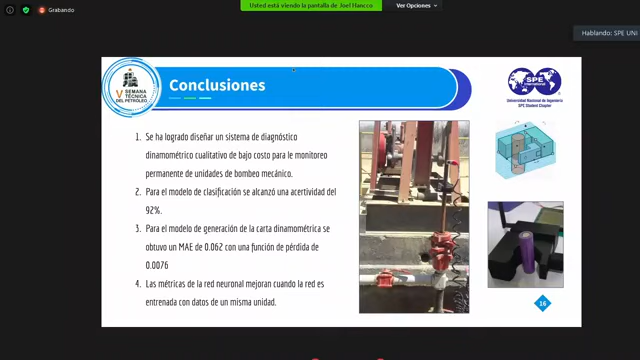 Grabando
Usted está viendo la pantalla de Joel Hancco
Ver Opciones
Hablando: SPE UNI
V SEMANA
TÉCNICA
DEL PETRÓLEO
Conclusiones
SPE
International
Universidad Nacional de Ingeniería
SPE Student Chapter
1. Se ha logrado diseñar un sistema de diagnóstico
dinamométrico cualitativo de bajo costo para le monitoreo
permanente de unidades de bombeo mecánico.
2. Para el modelo de clasificación se alcanzó una acertividad del
92%.
3. Para el modelo de generación de la carta dinamométrica se
obtuvo un MAE de 0.062 con una función de pérdida de
0.0076
4. Las métricas de la red neuronal mejoran cuando la red es
entrenada con datos de un misma unidad.
16